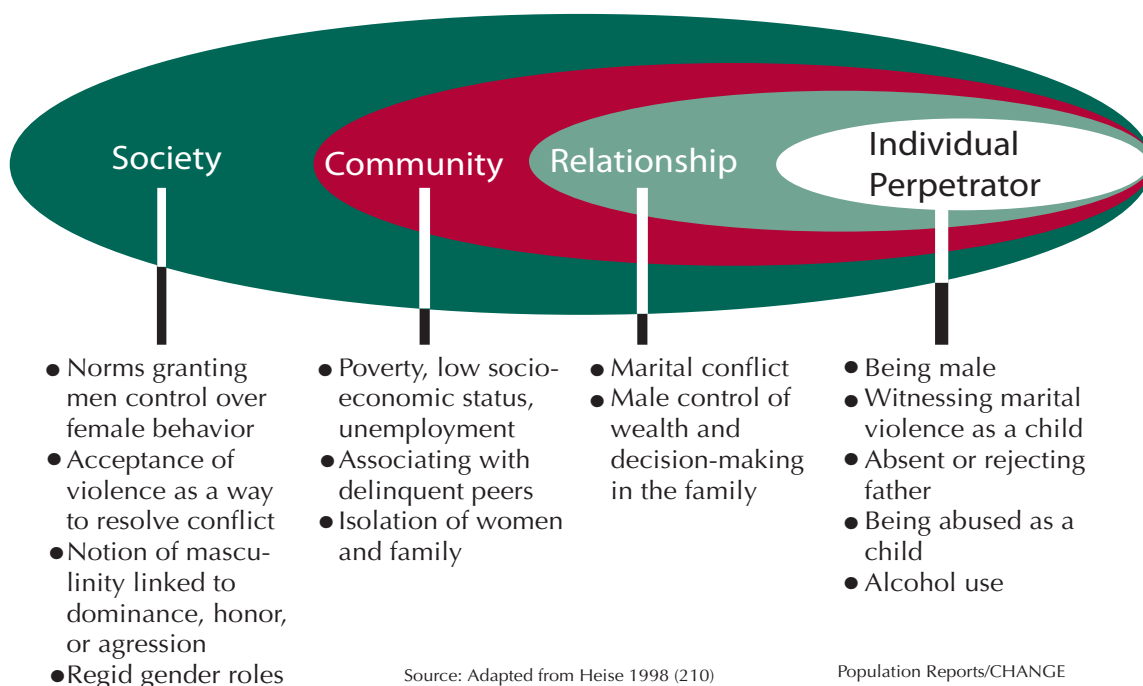 Society
Community
Relationship
Individual
Perpetrator
● Norms granting
men control over
female behavior
● Acceptance of
violence as a way
to resolve conflict
● Notion of mascu-
linity linked to
dominance, honor,
or agression
● Regid gender roles
● Poverty, low socio-
economic status,
unemployment
● Associating with
delinquent peers
● Isolation of women
and family
● Marital conflict
● Male control of
wealth and
decision-making
in the family
● Being male
● Witnessing marital
violence as a child
● Absent or rejecting
father
● Being abused as a
child
● Alcohol use
Source: Adapted from Heise 1998 (210)
Population Reports/CHANGE